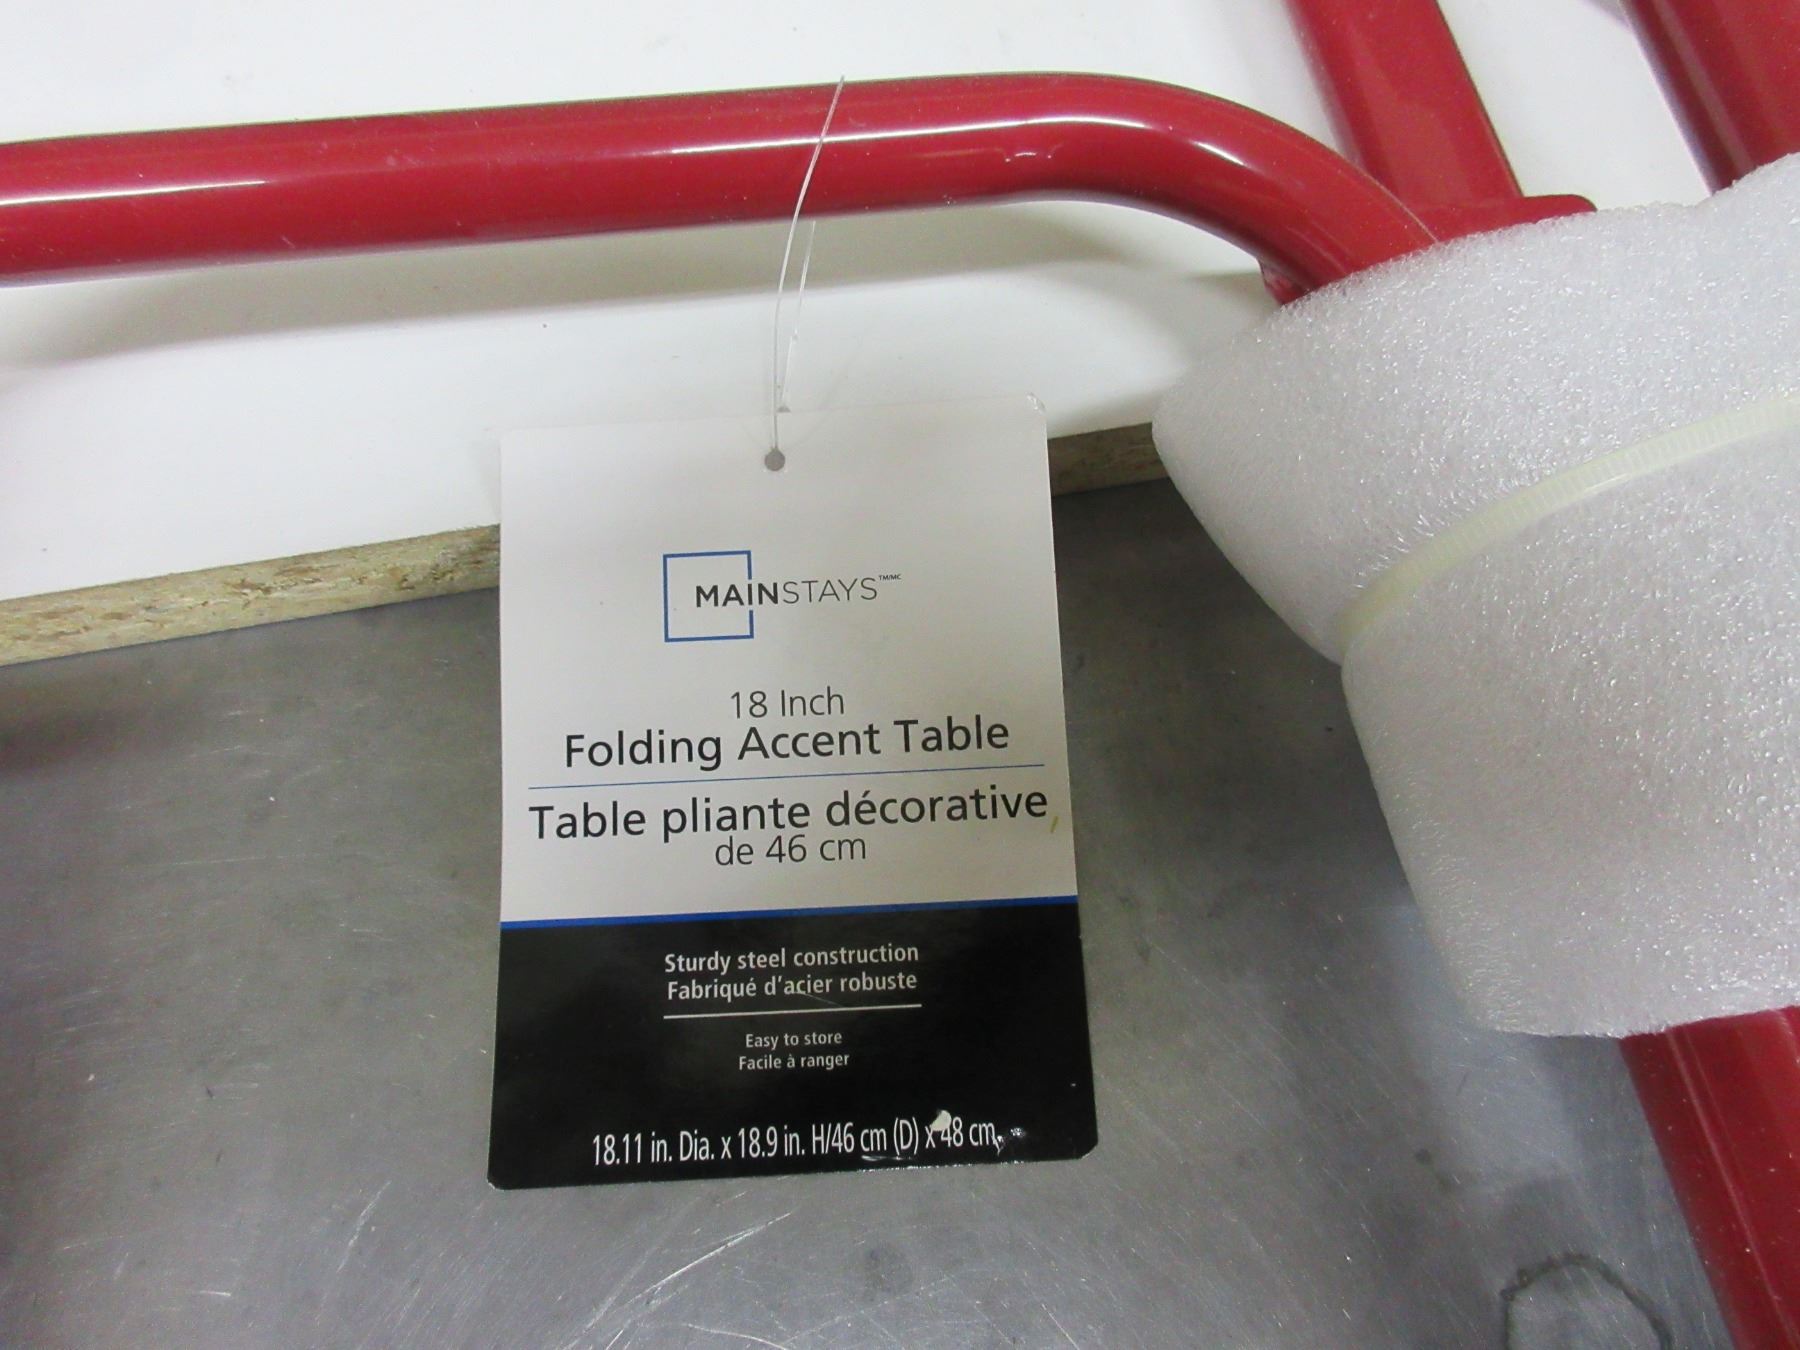 MAINSTAYS™/MC
18 Inch
Folding Accent Table
Table pliante décorative
de 46 cm
Sturdy steel construction
Fabriqué d'acier robuste
Easy to store
Facile à ranger
18.11 in. Dia. x 18.9 in. H/46 cm (D) x 48 cm